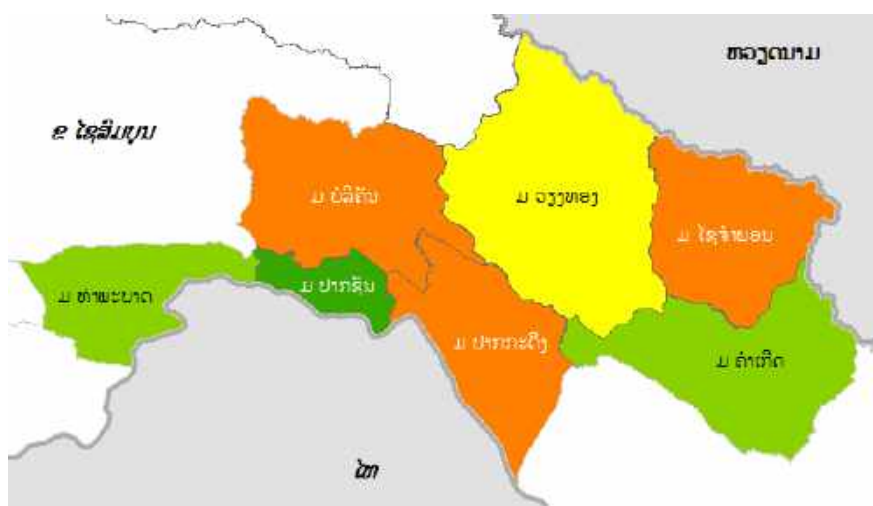 ຫວຽດນາມ
ຂ ໄຊສົມບູນ
ມ ບໍລິຄັນ
ມ ວຽງທອງ
ມ ໄຊຈຳພອນ
ມ ທ່າພະບາດ
ມ ປາກຊັນ
ມ ປາກກະດິງ
ມ ຄຳເກີດ
ໄທ